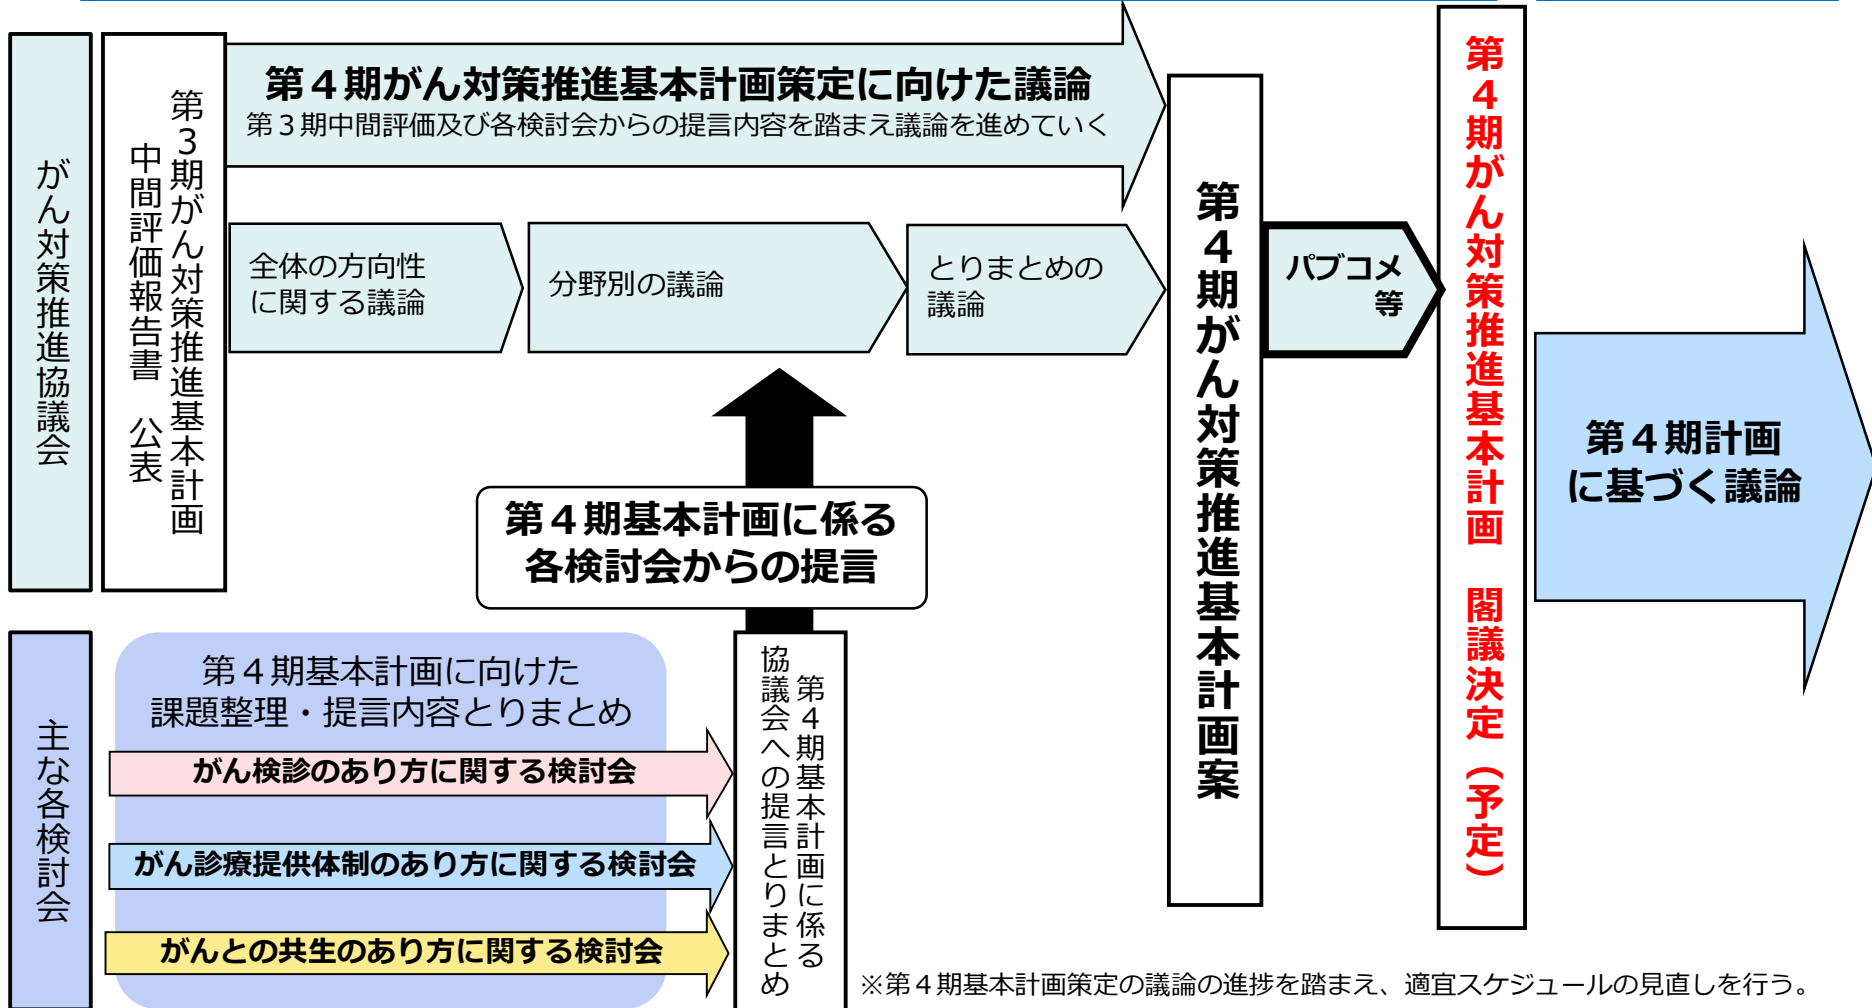 がん対策推進協議会
第3期がん対策推進基本計画
中間評価報告書　公表
第４期がん対策推進基本計画策定に向けた議論
第３期中間評価及び各検討会からの提言内容を踏まえ議論を進めていく
全体の方向性
に関する議論
分野別の議論
とりまとめの
議論
第４期がん対策推進基本計画案
パブコメ
等
第４期がん対策推進基本計画　閣議決定（予定）
第４期計画
に基づく議論
第４期基本計画に係る
各検討会からの提言
主な各検討会
第４期基本計画に向けた
課題整理・提言内容とりまとめ
がん検診のあり方に関する検討会
がん診療提供体制のあり方に関する検討会
がんとの共生のあり方に関する検討会
第４期基本計画に係る
協議会への提言とりまとめ
※第４期基本計画策定の議論の進捗を踏まえ、適宜スケジュールの見直しを行う。